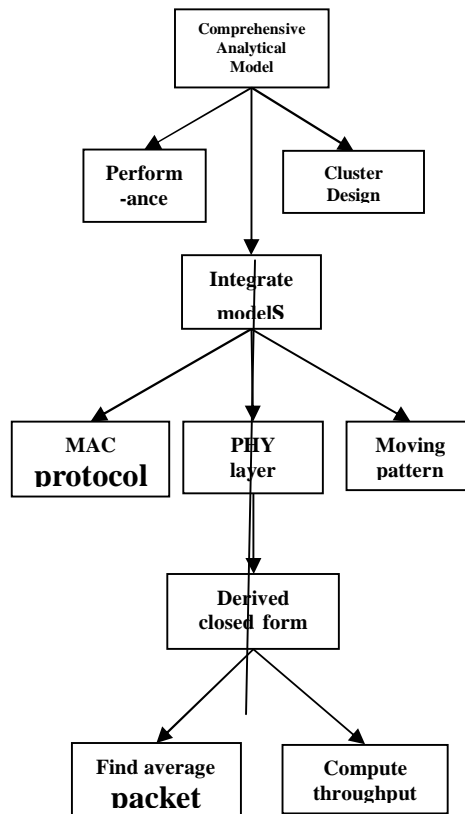 Comprehensive
Analytical
Model
Perform
-ance
Cluster
Design
Integrate
modelS
MAC
protocol
PHY
layer
Moving
pattern
Derived
closed form
Find average
packet
Compute
throughput